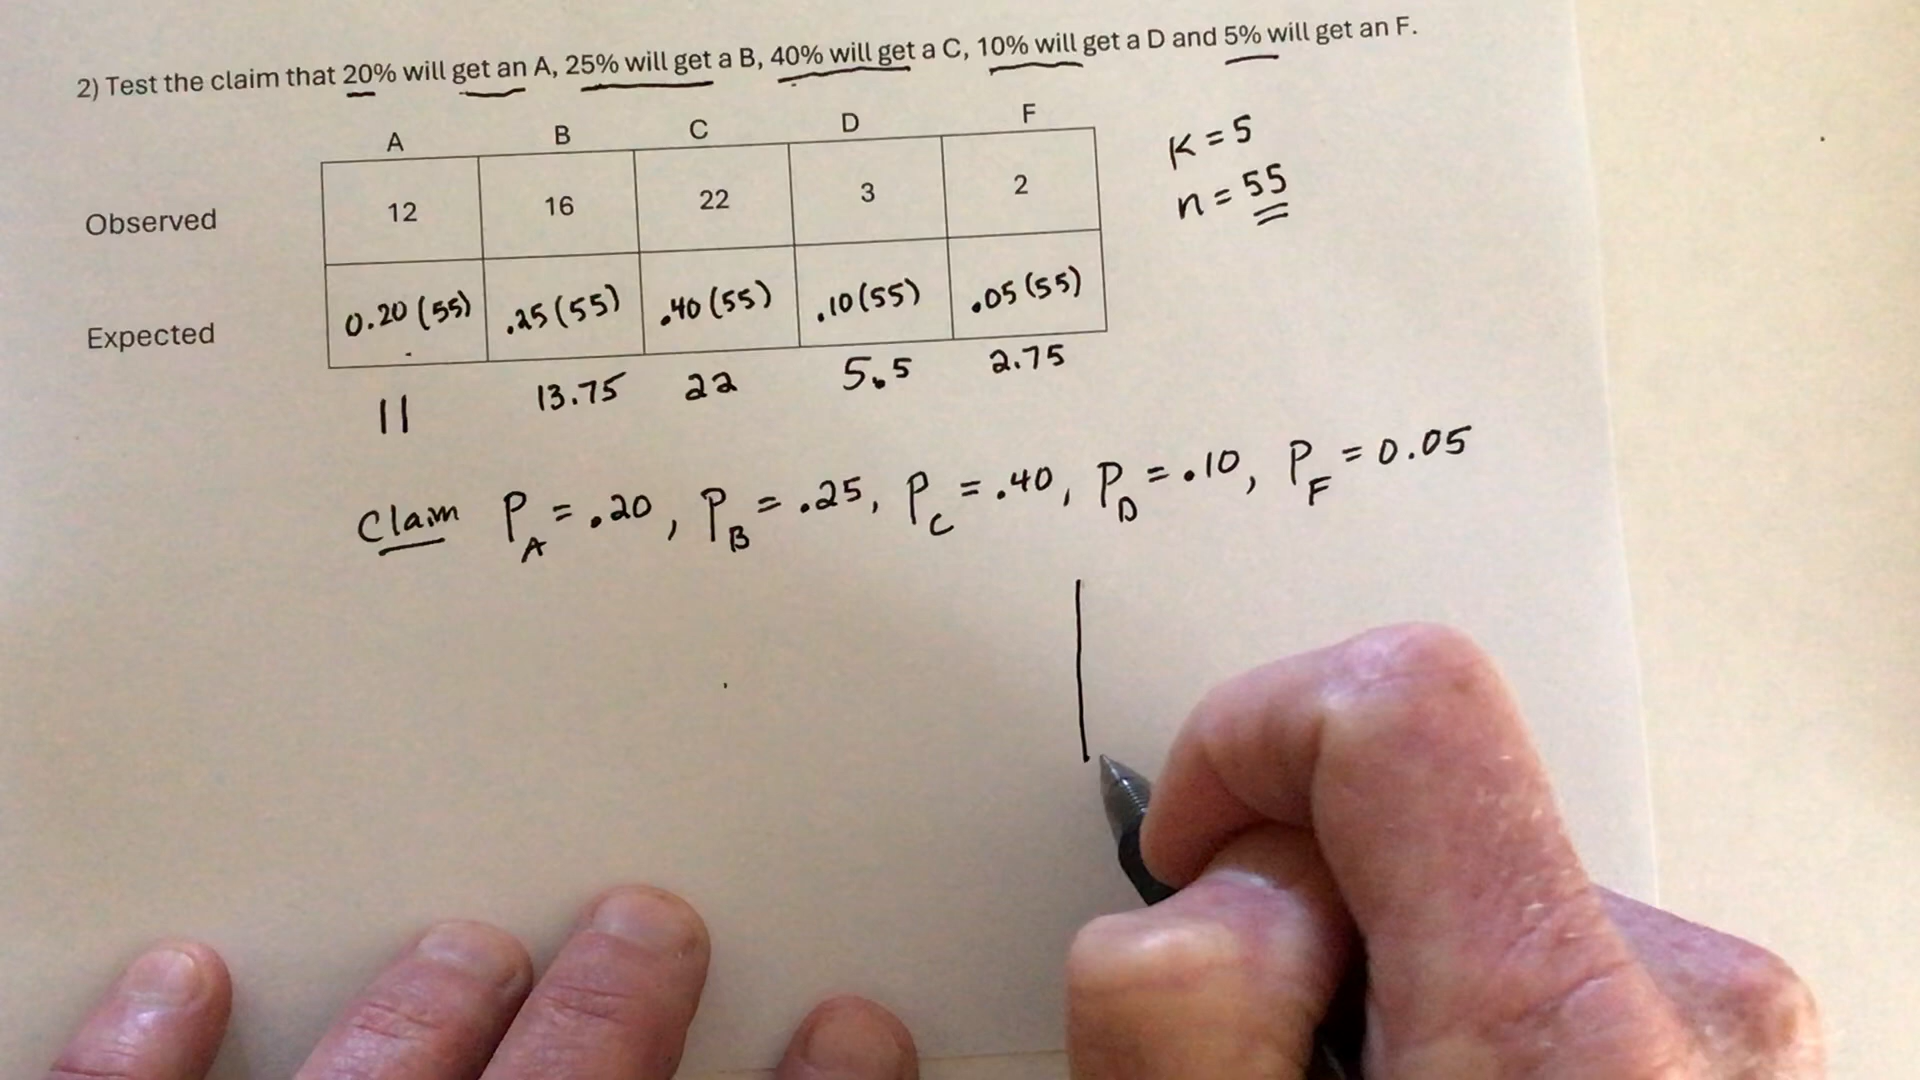 2) Test the claim that 20% will get an A, 25% will get a B, 40% will get a C, 10% will get a D and 5% will get an F.
A B C D F
Observed 12 16 22 3 2
K = 5
n = 55
Expected 0.20 (55) .25 (55) .40 (55) .10 (55) .05 (55)
11 13.75 22 5.5 2.75
Claim P_A = .20, P_B = .25, P_C = .40, P_D = .10, P_F = 0.05